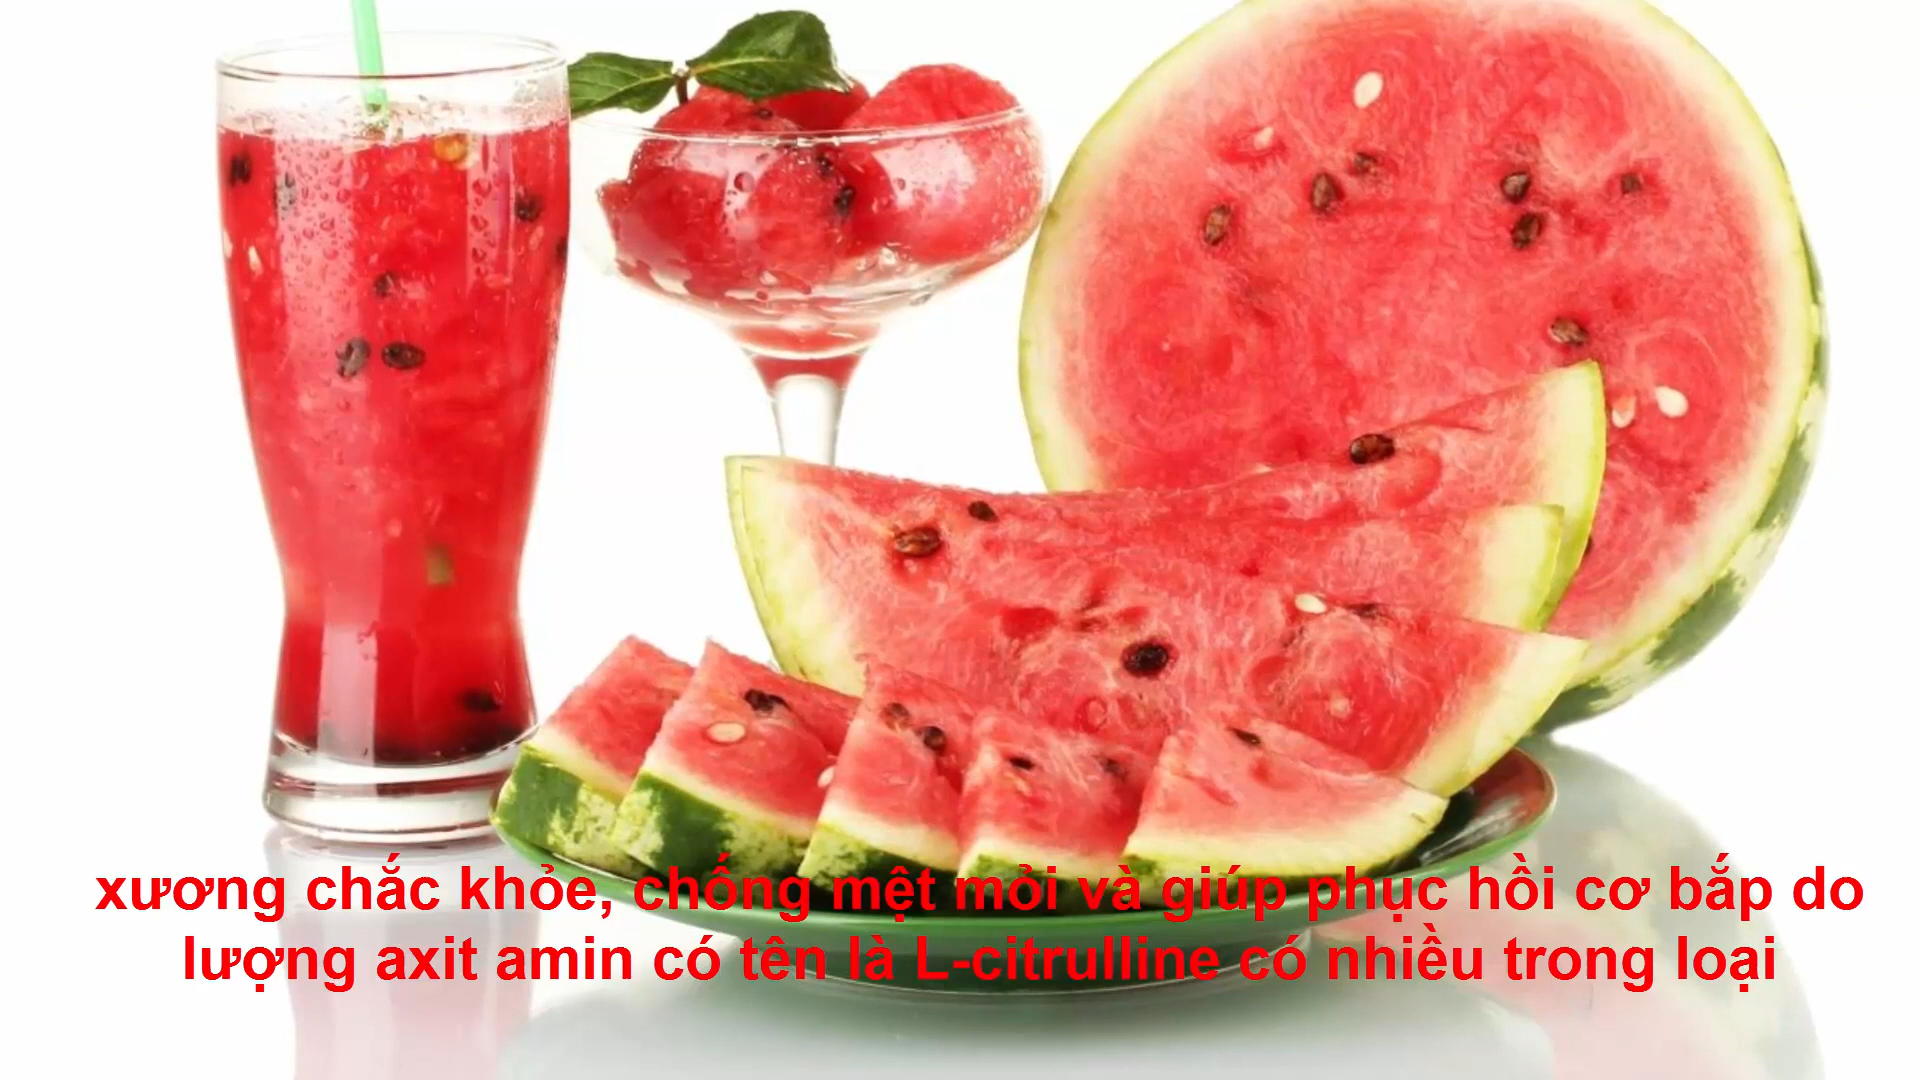 xương chắc khỏe, chống mệt mỏi và giúp phục hồi cơ bắp do
lượng axit amin có tên là L-citrulline có nhiều trong loại